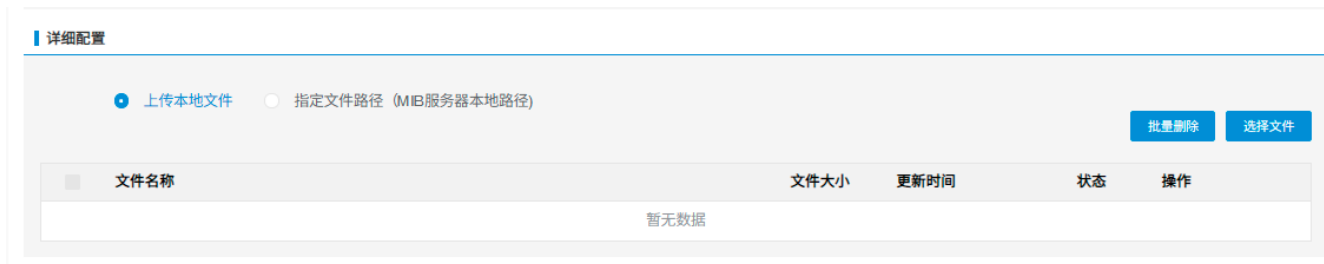 详细配置
上传本地文件 指定文件路径（MIB服务器本地路径)
批量删除 选择文件
文件名称 文件大小 更新时间 状态 操作
暂无数据